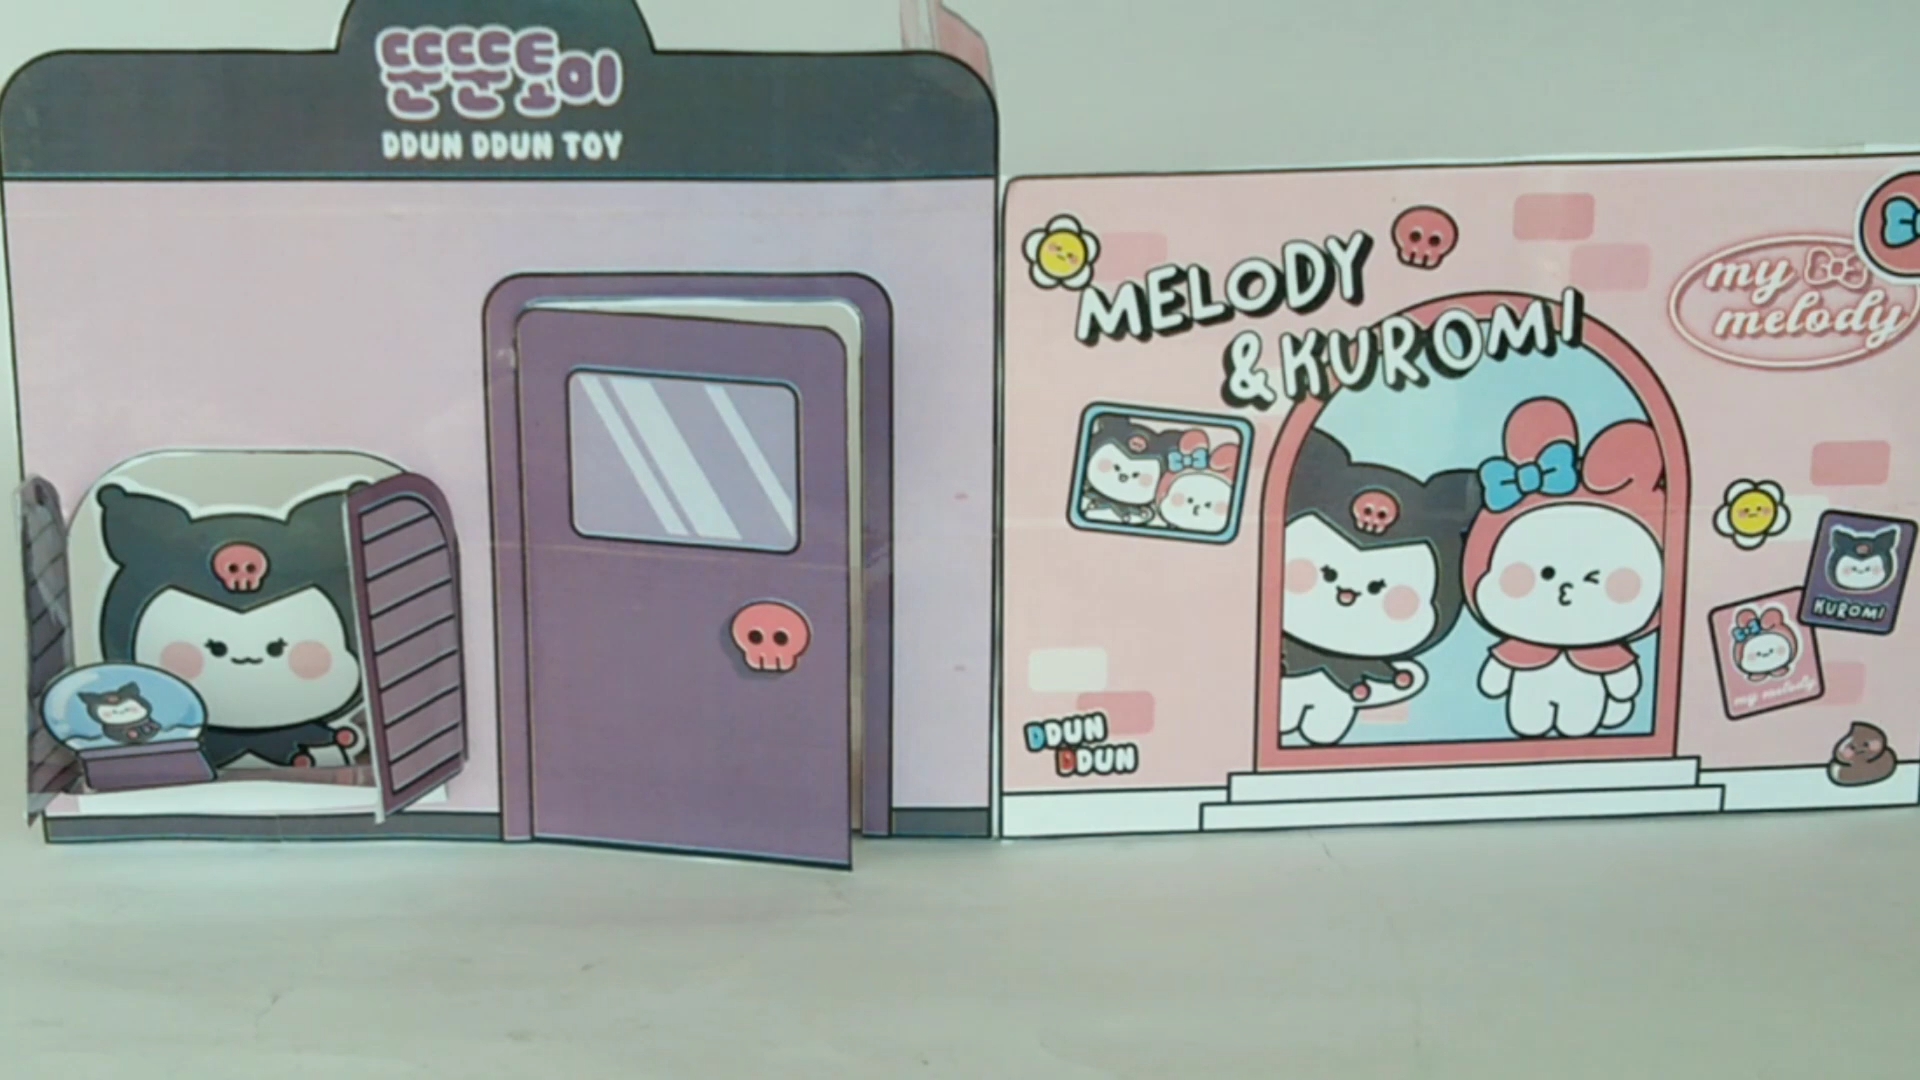 뚠뚠토이
DDUN DDUN TOY
MELODY
&KUROMI
my
melody
KUROMI
my melody
DDUN
DDUN